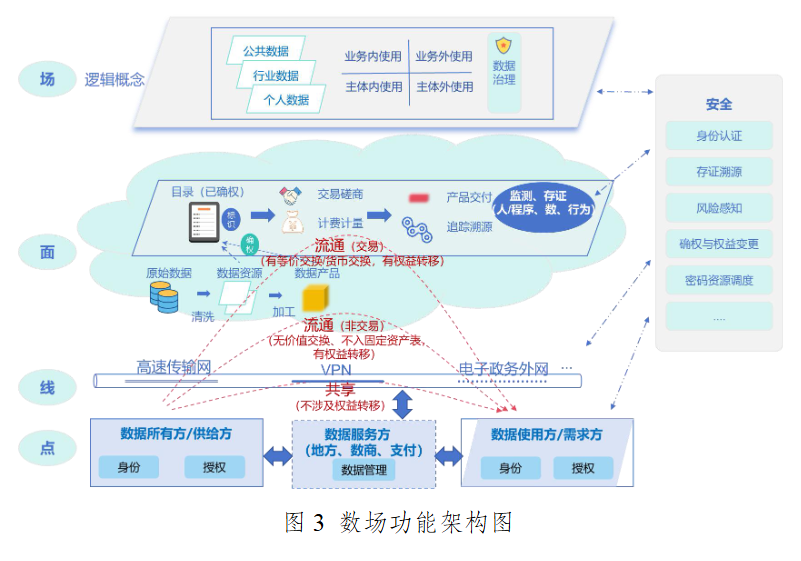 场
逻辑概念
公共数据
行业数据
个人数据
业务内使用
业务外使用
主体内使用
主体外使用
数据
治理
安全
身份认证
存证溯源
风险感知
确权与权益变更
密码资源调度
....
面
目录（已确权）
标识
确权
交易磋商
计费计量
产品交付
追踪溯源
监测、存证
(人/程序、数、行为)
流通（交易）
(有等价交换/货币交换，有权益转移)
原始数据
数据资源
数据产品
清洗
加工
流通（非交易）
(无价值交换、不入固定资产表,
有权益转移)
线
高速传输网
VPN
电子政务外网 …
共享
(不涉及权益转移)
点
数据所有方/供给方
身份
授权
数据服务方
（地方、数商、支付）
数据管理
数据使用方/需求方
身份
授权
图 3 数场功能架构图